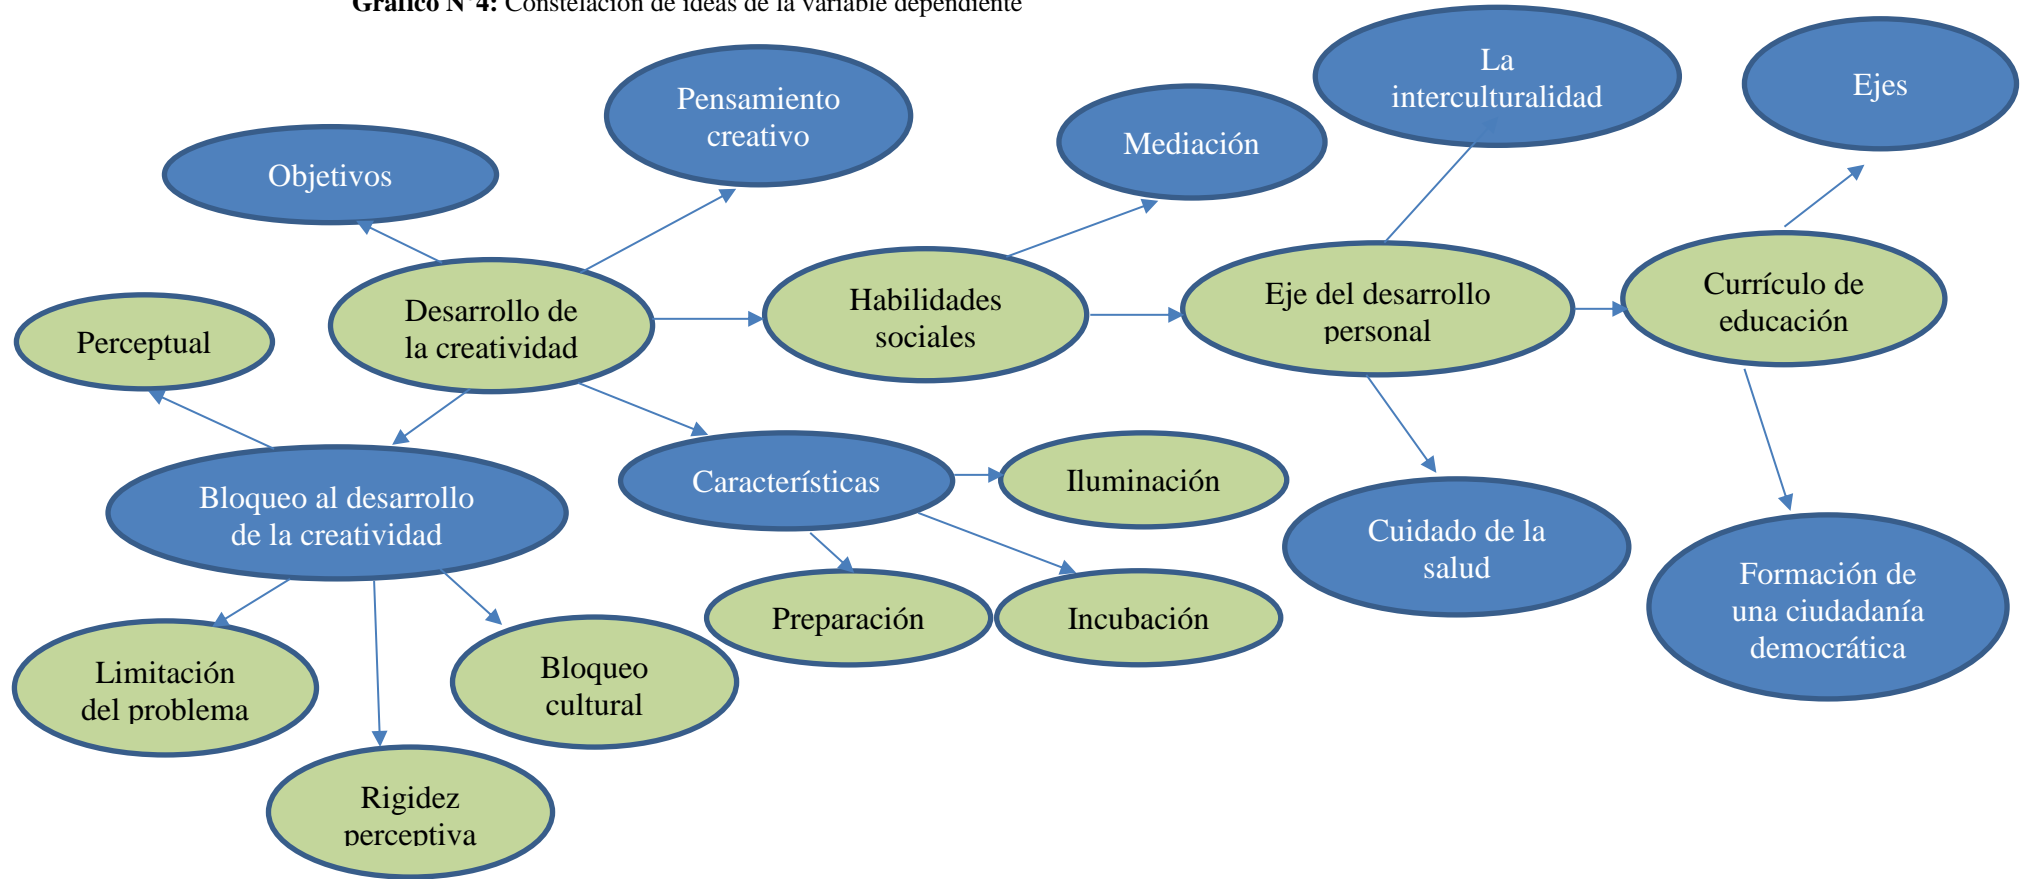 Gráfico N°4: Constelación de ideas de la variable dependiente
La
interculturalidad
Ejes
Pensamiento
creativo
Mediación
Objetivos
Desarrollo de
la creatividad
Habilidades
sociales
Eje del desarrollo
personal
Currículo de
educación
Perceptual
Bloqueo al desarrollo
de la creatividad
Características
Iluminación
Cuidado de la
salud
Formación de
una ciudadanía
democrática
Preparación
Incubación
Limitación
del problema
Bloqueo
cultural
Rigidez
perceptiva